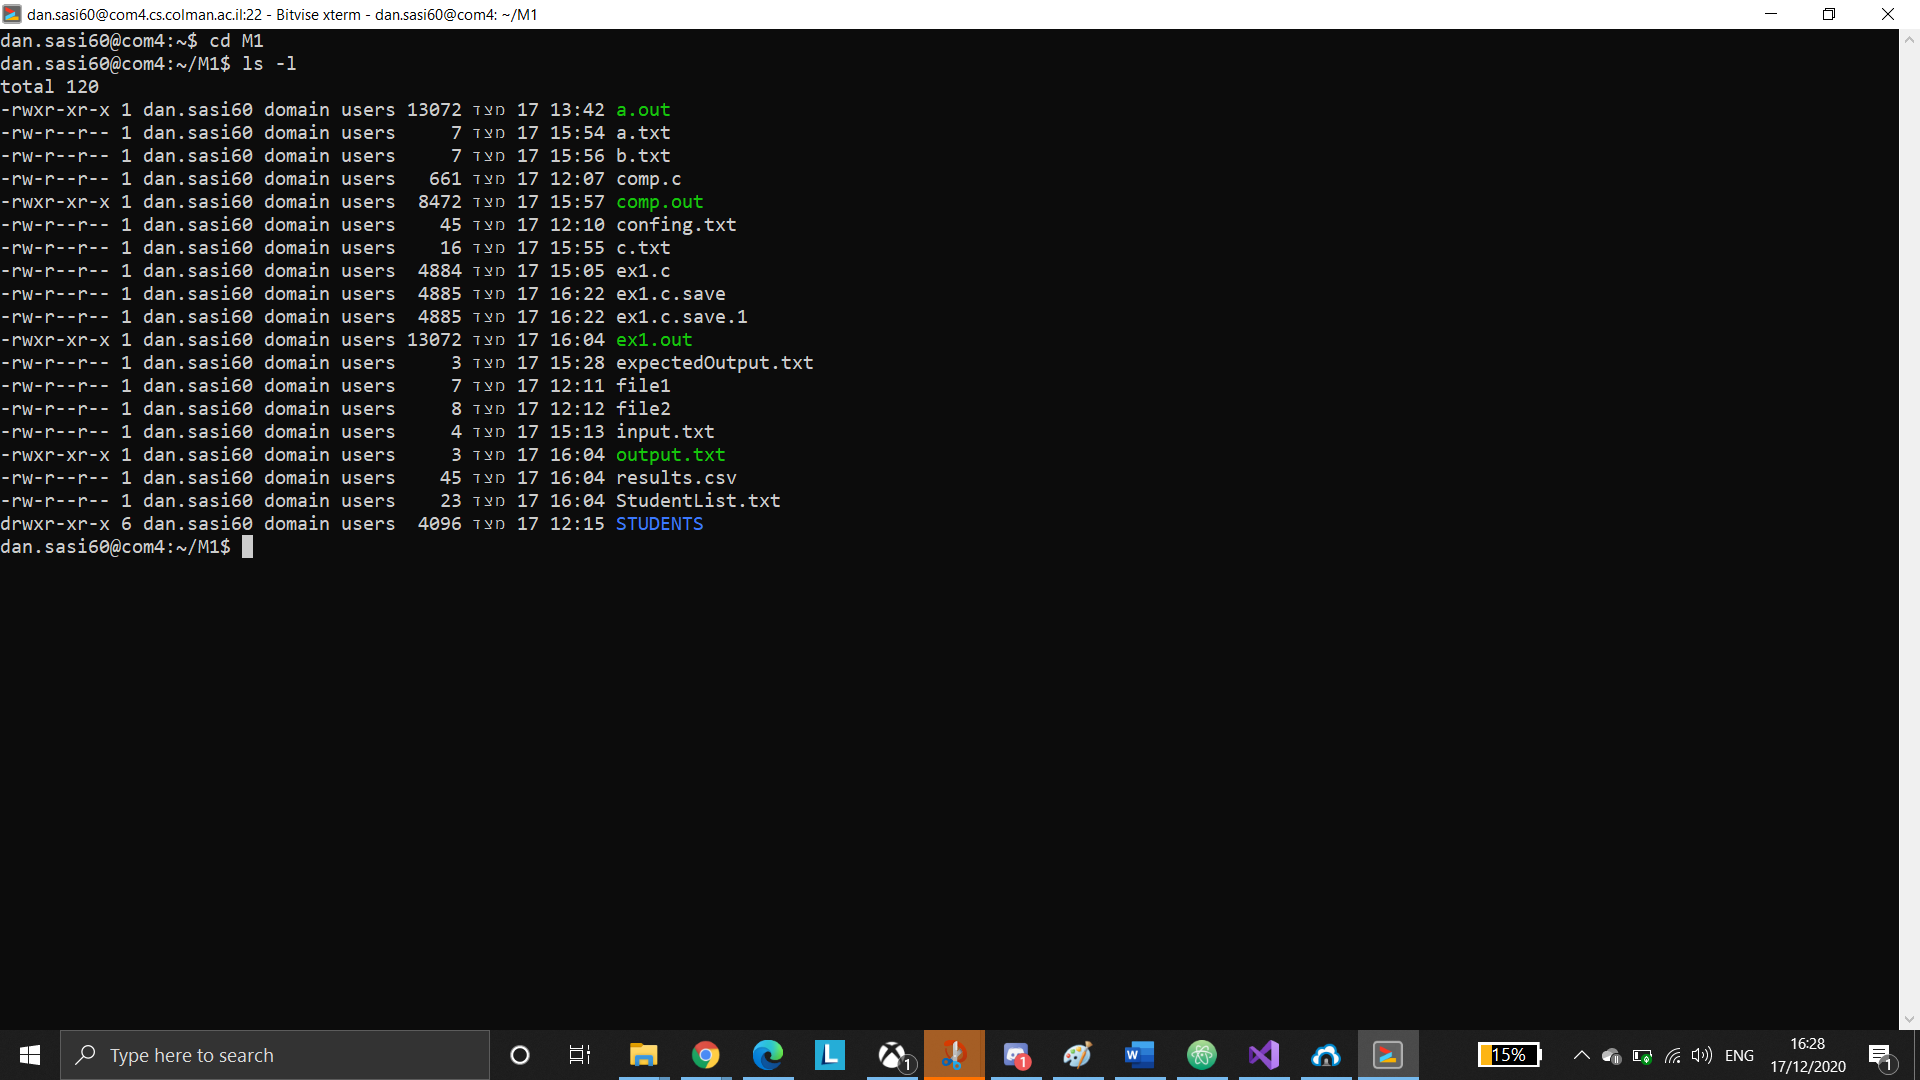 dan.sasi60@com4.cs.colman.ac.il:22 - Bitvise xterm - dan.sasi60@com4: ~/M1
dan.sasi60@com4:~$ cd M1
dan.sasi60@com4:~/M1$ ls -l
total 120
-rwxr-xr-x 1 dan.sasi60 domain users 13072 דצמ 17 13:42 a.out
-rw-r--r-- 1 dan.sasi60 domain users     7 דצמ 17 15:54 a.txt
-rw-r--r-- 1 dan.sasi60 domain users     7 דצמ 17 15:56 b.txt
-rw-r--r-- 1 dan.sasi60 domain users   661 דצמ 17 12:07 comp.c
-rwxr-xr-x 1 dan.sasi60 domain users  8472 דצמ 17 15:57 comp.out
-rw-r--r-- 1 dan.sasi60 domain users    45 דצמ 17 12:10 confing.txt
-rw-r--r-- 1 dan.sasi60 domain users    16 דצמ 17 15:55 c.txt
-rw-r--r-- 1 dan.sasi60 domain users  4884 דצמ 17 15:05 ex1.c
-rw-r--r-- 1 dan.sasi60 domain users  4885 דצמ 17 16:22 ex1.c.save
-rw-r--r-- 1 dan.sasi60 domain users  4885 דצמ 17 16:22 ex1.c.save.1
-rwxr-xr-x 1 dan.sasi60 domain users 13072 דצמ 17 16:04 ex1.out
-rw-r--r-- 1 dan.sasi60 domain users     3 דצמ 17 15:28 expectedOutput.txt
-rw-r--r-- 1 dan.sasi60 domain users     7 דצמ 17 12:11 file1
-rw-r--r-- 1 dan.sasi60 domain users     8 דצמ 17 12:12 file2
-rw-r--r-- 1 dan.sasi60 domain users     4 דצמ 17 15:13 input.txt
-rwxr-xr-x 1 dan.sasi60 domain users     3 דצמ 17 16:04 output.txt
-rw-r--r-- 1 dan.sasi60 domain users    45 דצמ 17 16:04 results.csv
-rw-r--r-- 1 dan.sasi60 domain users    23 דצמ 17 16:04 StudentList.txt
drwxr-xr-x 6 dan.sasi60 domain users  4096 דצמ 17 12:15 STUDENTS
dan.sasi60@com4:~/M1$
Type here to search
L
1
1
W
15%
ENG
16:28
17/12/2020
1